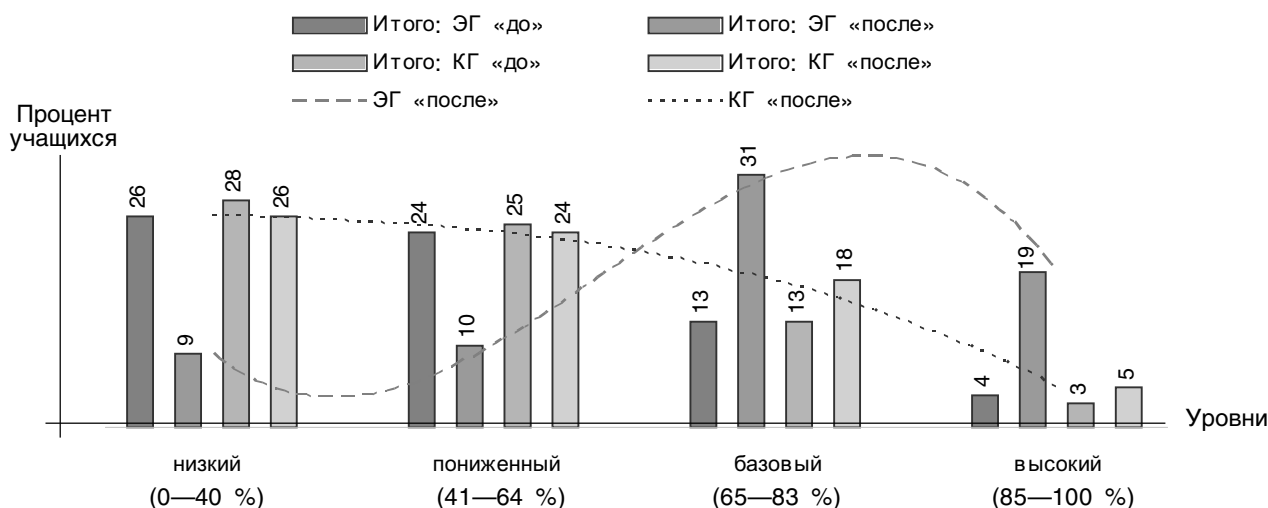 Итого: ЭГ «до» Итого: ЭГ «после»
Итого: КГ «до» Итого: КГ «после»
ЭГ «после» КГ «после»
Процент
учащихся
26 9 28 26 24 10 25 24 13 31 13 18 4 19 3 5
Уровни
низкий пониженный базовый высокий
(0—40 %) (41—64 %) (65—83 %) (85—100 %)